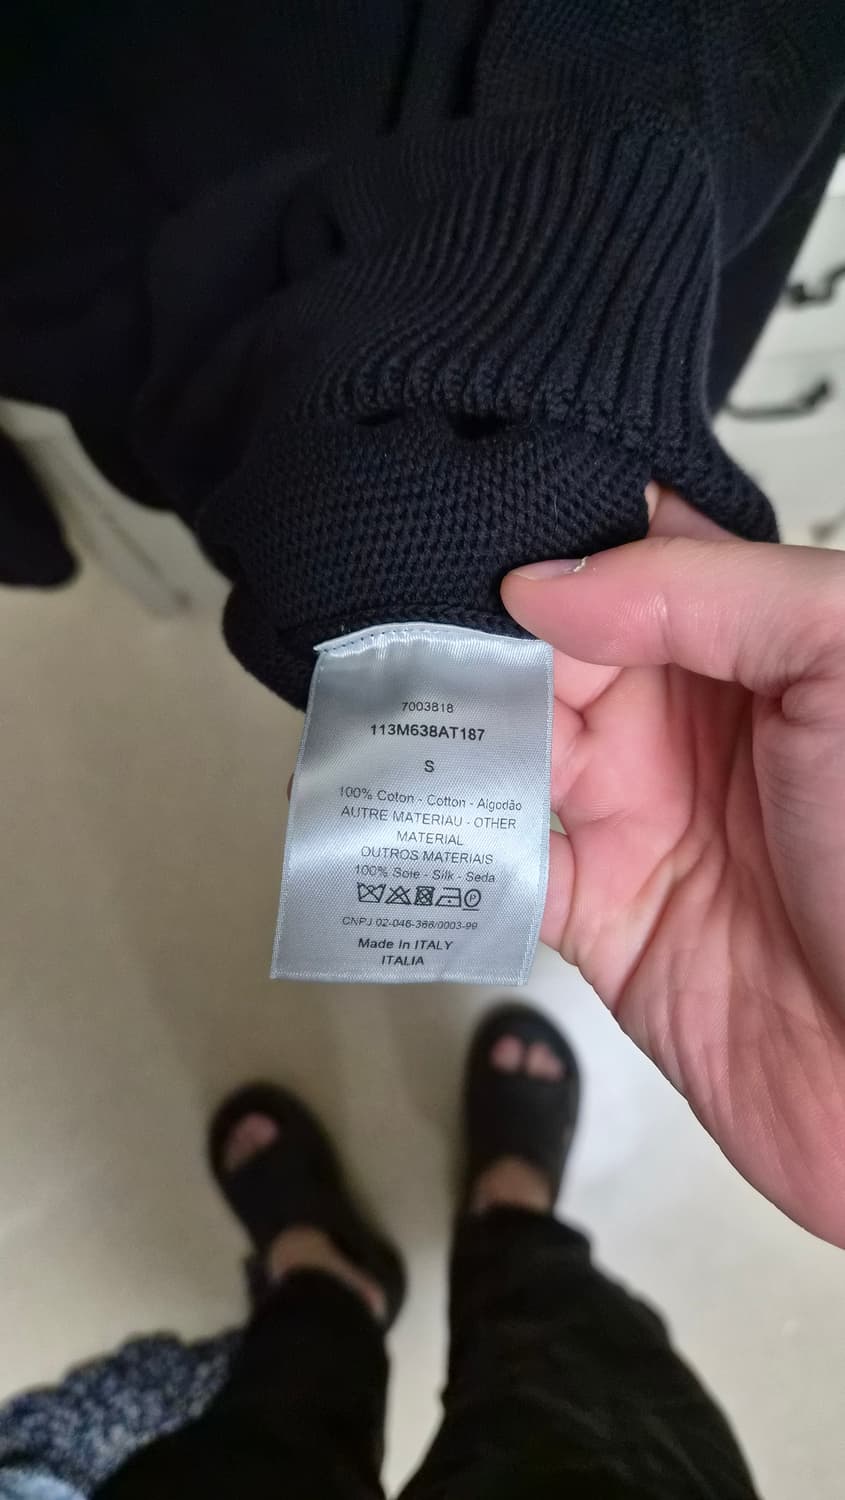 7003818
113M638AT187
S
100% Coton - Cotton - Algodão
AUTRE MATERIAU - OTHER
MATERIAL
OUTROS MATERIAIS
100% Soie - Silk - Seda
P
CNPJ 02-046-366/0003-99
Made In ITALY
ITALIA